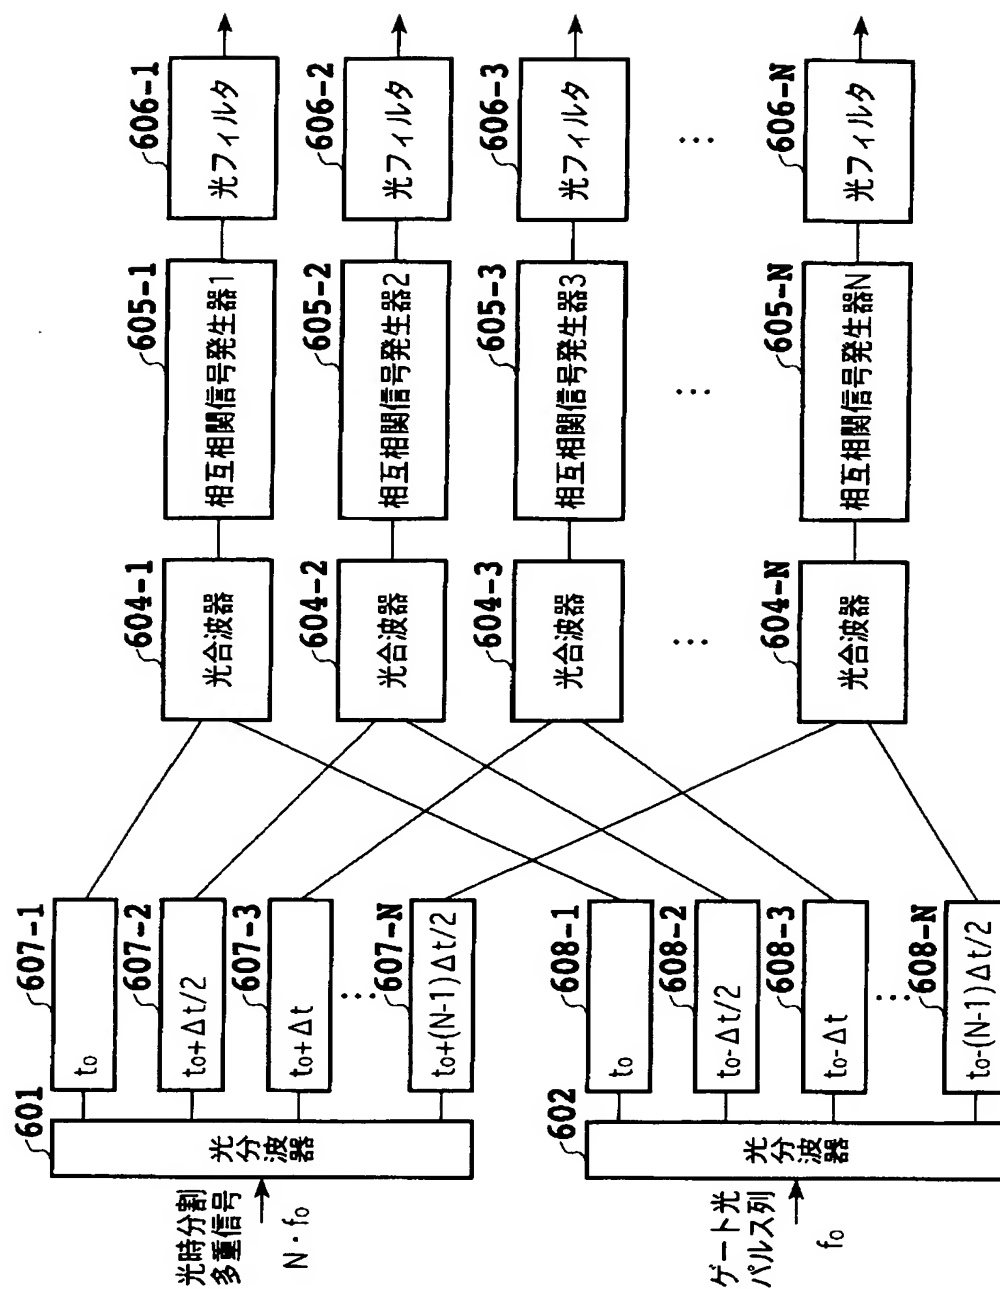 光時分割
多重信号
N・f₀
601
光分波器
607-1
t₀
607-2
t₀+Δt/2
607-3
t₀+Δt
…
607-N
t₀+(N-1)Δt/2
ゲート光
パルス列
f₀
602
光分波器
608-1
t₀
608-2
t₀-Δt/2
608-3
t₀-Δt
…
608-N
t₀-(N-1)Δt/2
604-1
光合波器
604-2
光合波器
604-3
光合波器
…
604-N
光合波器
605-1
相互相関信号発生器1
605-2
相互相関信号発生器2
605-3
相互相関信号発生器3
…
605-N
相互相関信号発生器N
606-1
光フィルタ
606-2
光フィルタ
606-3
光フィルタ
…
606-N
光フィルタ